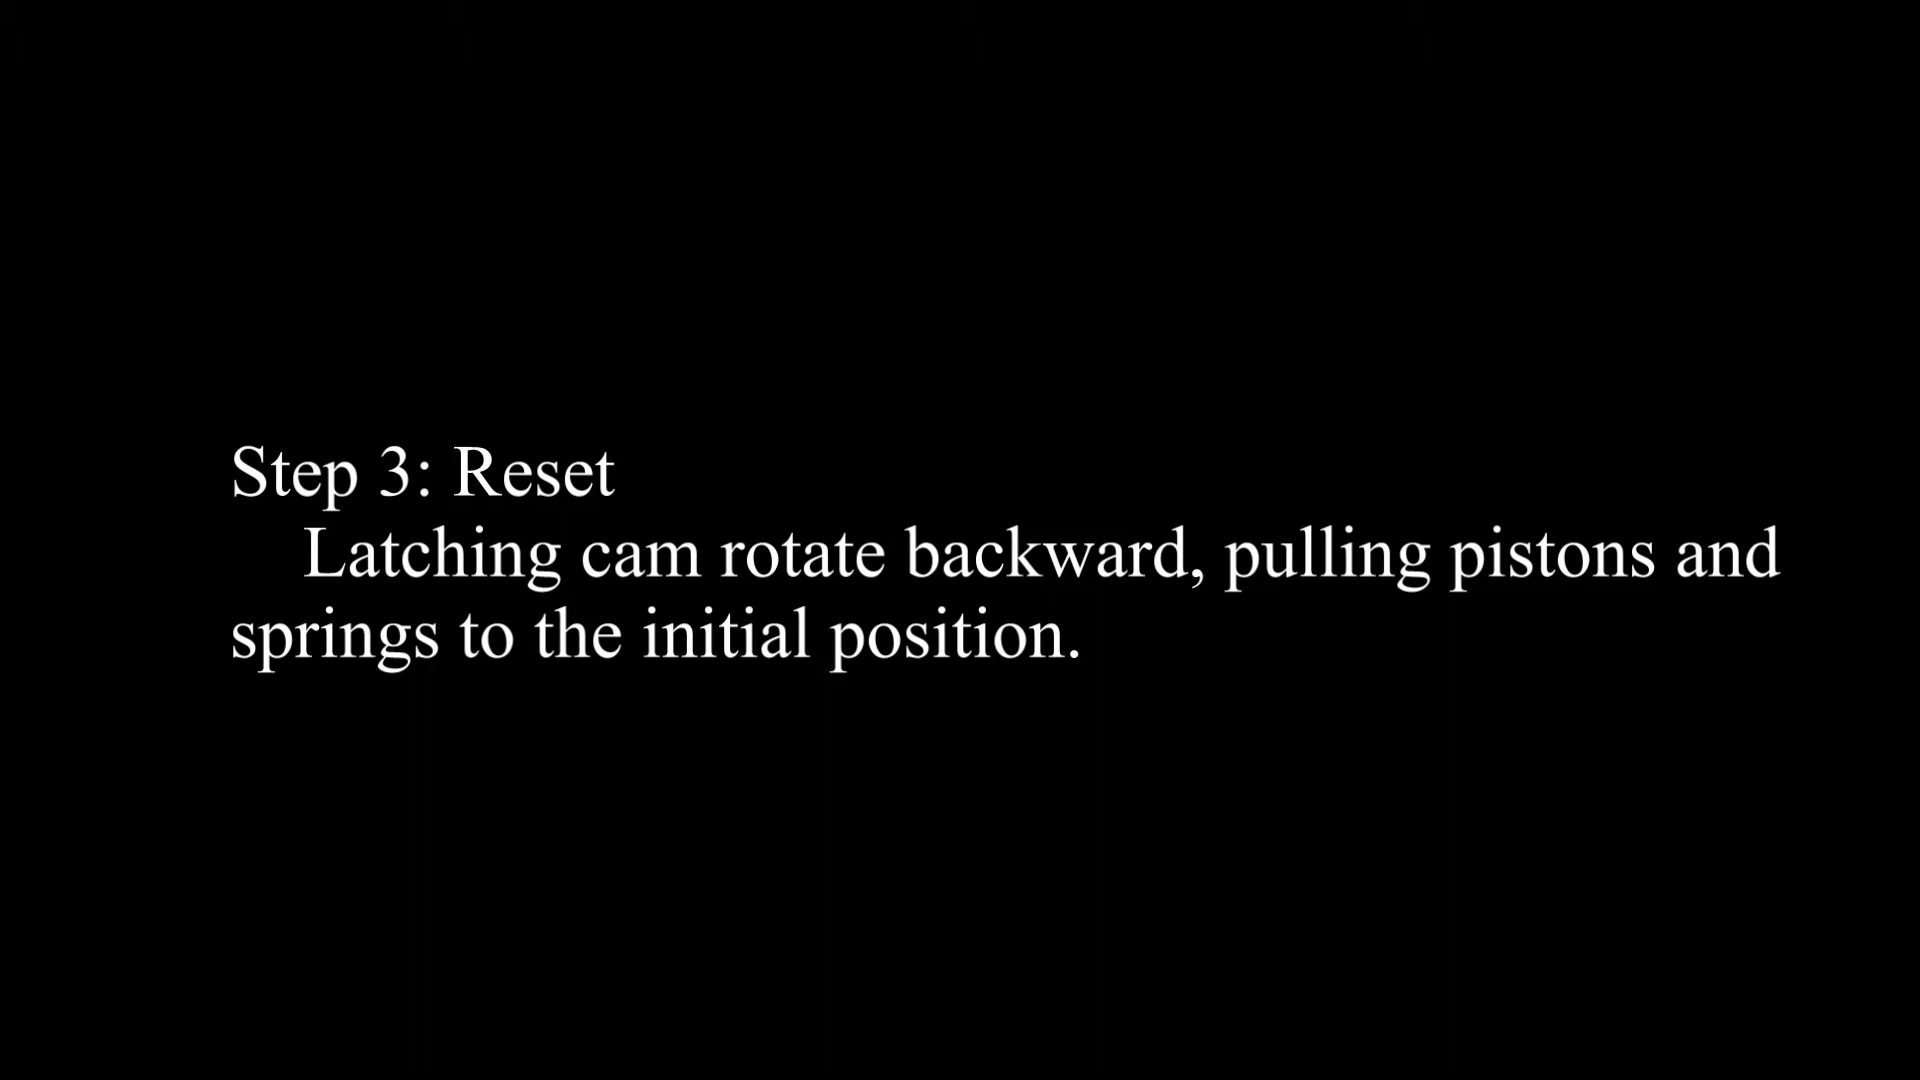 Step 3: Reset
Latching cam rotate backward, pulling pistons and
springs to the initial position.